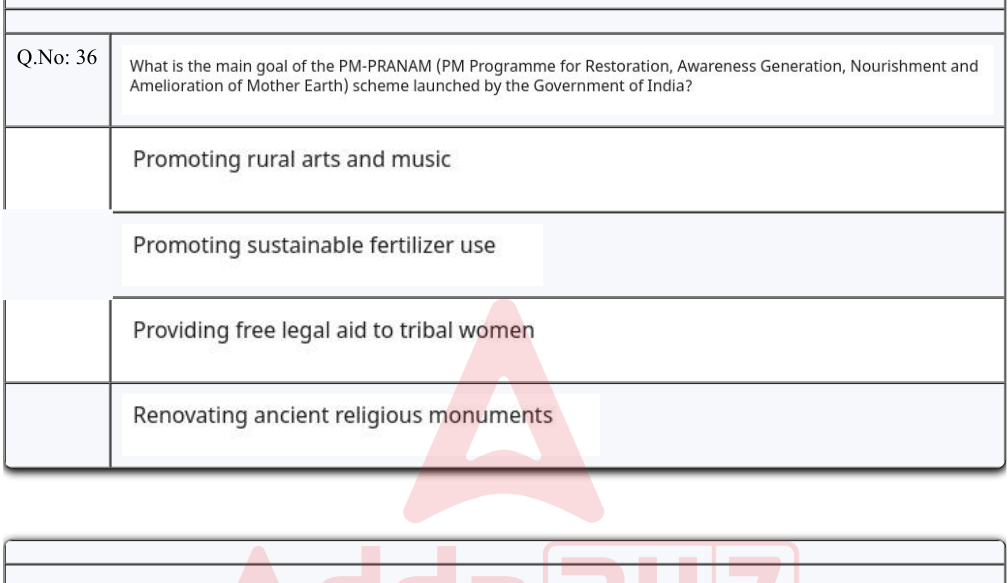 Q.No: 36
What is the main goal of the PM-PRANAM (PM Programme for Restoration, Awareness Generation, Nourishment and
Amelioration of Mother Earth) scheme launched by the Government of India?
Promoting rural arts and music
Promoting sustainable fertilizer use
Providing free legal aid to tribal women
Renovating ancient religious monuments